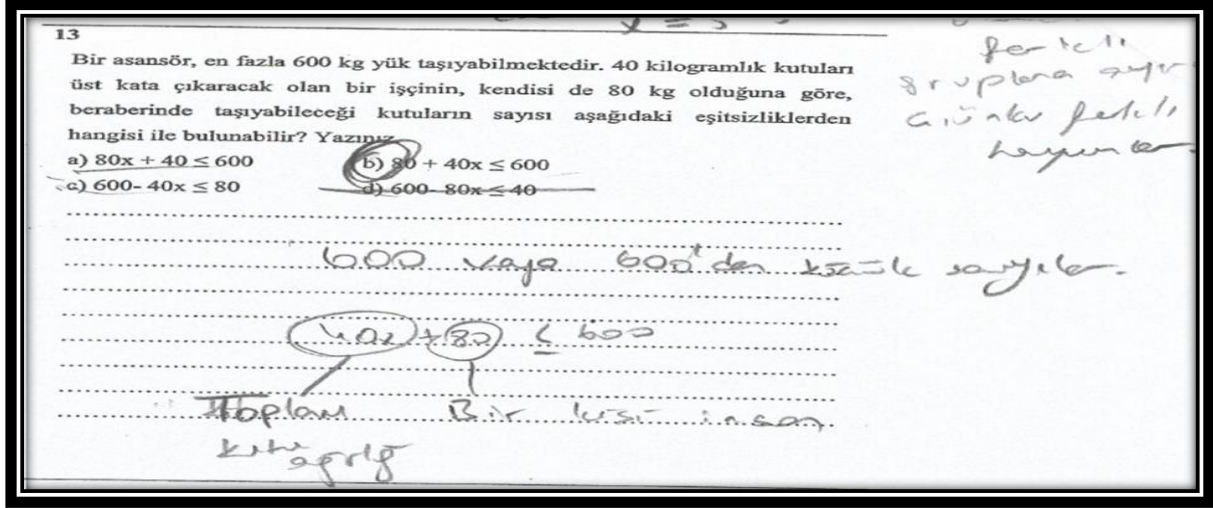 13
Bir asansör, en fazla 600 kg yük taşıyabilmektedir. 40 kilogramlık kutuları
üst kata çıkaracak olan bir işçinin, kendisi de 80 kg olduğuna göre,
beraberinde taşıyabileceği kutuların sayısı aşağıdaki eşitsizliklerden
hangisi ile bulunabilir? Yazınız.
a) 80x + 40 ≤ 600 b) 80 + 40x ≤ 600
c) 600- 40x ≤ 80 d) 600- 80x ≤ 40
farklı
gruplara ayır
farklı
600 veya 600'den küçük sayılar.
40x + 80 ≤ 600
Toplam Bir kişi insan.
kutu